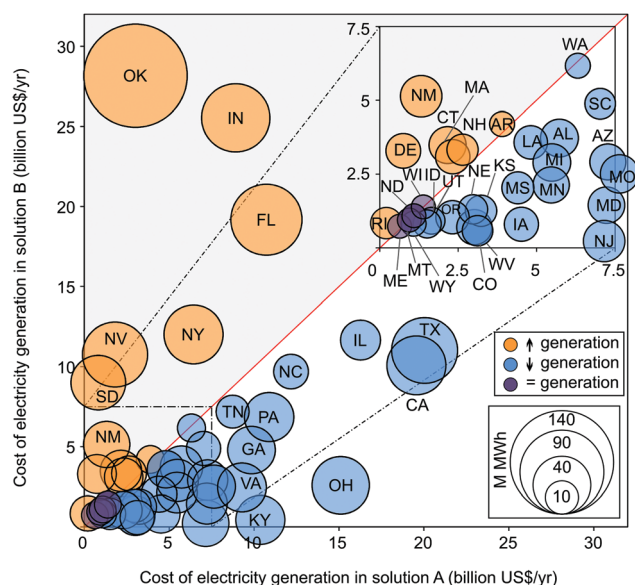 30
25
20
15
10
5
0
0
5
10
15
20
25
30
Cost of electricity generation in solution B (billion US$/yr)
Cost of electricity generation in solution A (billion US$/yr)
OK
IN
FL
NV
NY
SD
NM
IL
TX
NC
CA
TN
PA
GA
VA
OH
KY
7.5
5
2.5
0
0
2.5
5
7.5
WA
MA
NM
SC
CT
NH
AR
AZ
DE
LA
AL
WI
ID
UT
NE
KS
MI
MO
ND
MS
MN
MD
RI
OR
IA
NJ
ME
MT
WY
CO
WV
↑ generation
↓ generation
= generation
M MWh
140
90
40
10